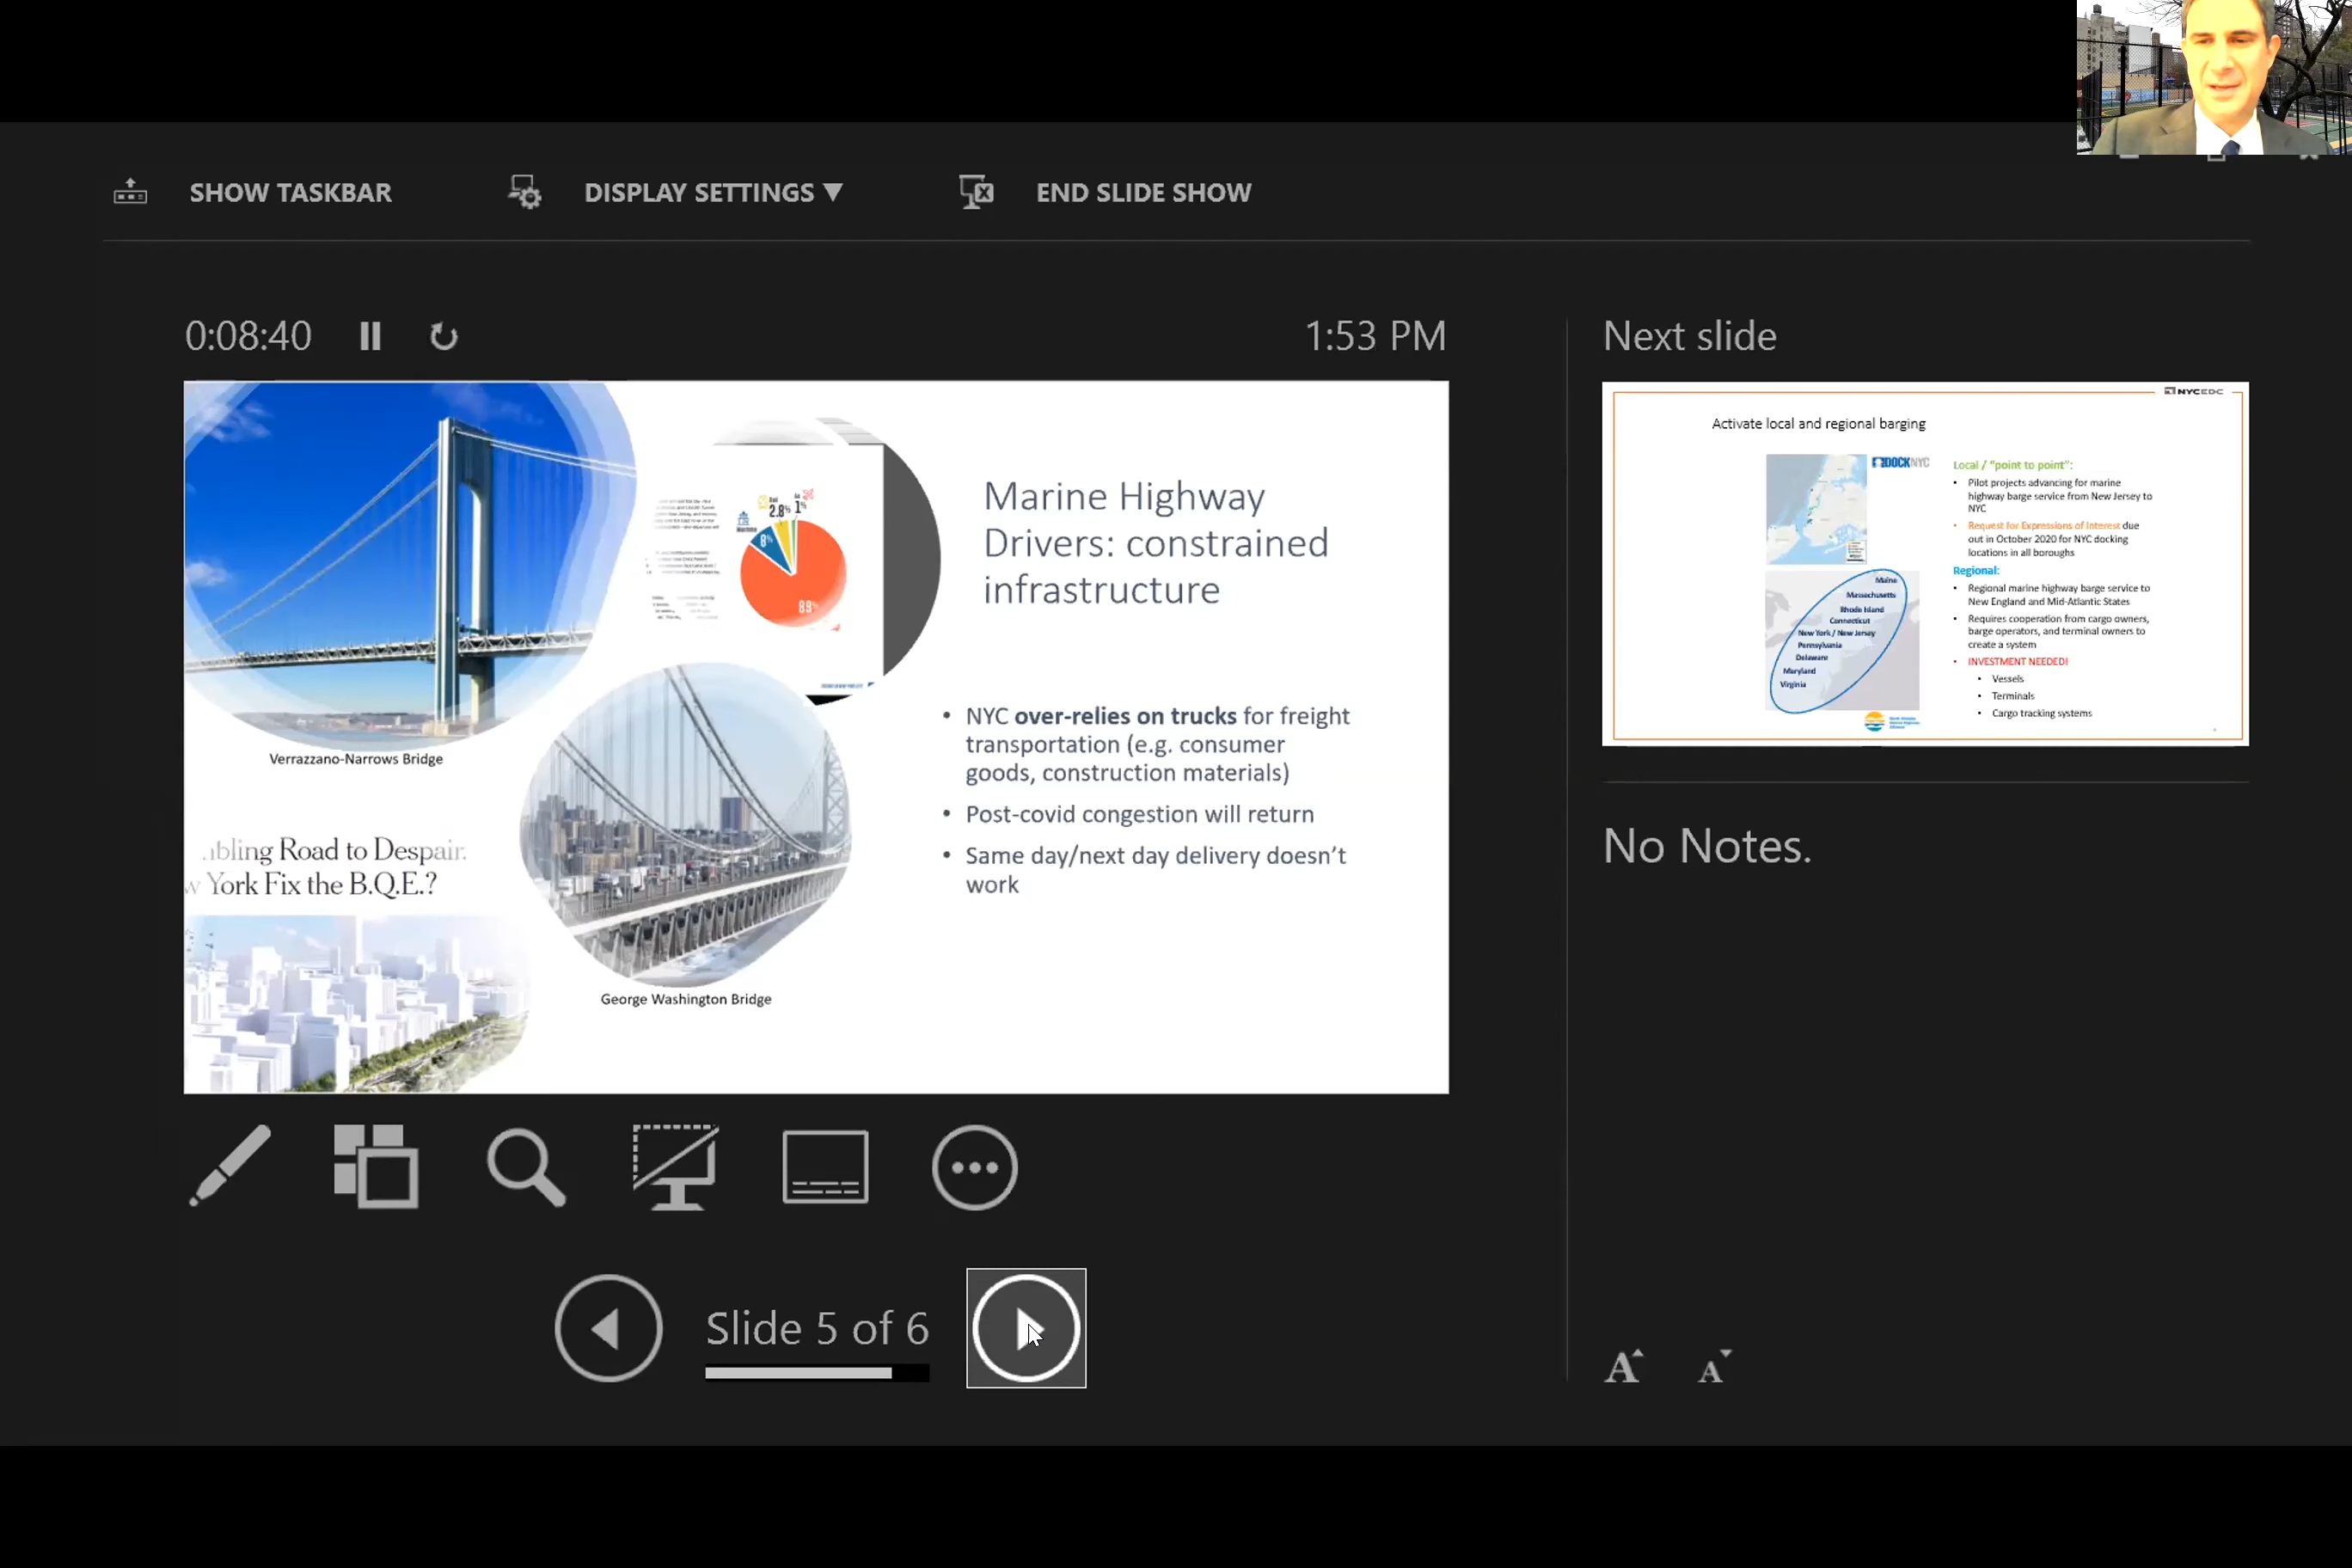 SHOW TASKBAR
DISPLAY SETTINGS ▼
END SLIDE SHOW
0:08:40
1:53 PM
2.8%
1%
8%
89%
Verrazzano-Narrows Bridge
Road to Despair.
York Fix the B.Q.E.?
George Washington Bridge
Marine Highway
Drivers: constrained
infrastructure
• NYC over-relies on trucks for freight
transportation (e.g. consumer
goods, construction materials)
• Post-covid congestion will return
• Same day/next day delivery doesn't
work
Slide 5 of 6
Next slide
NYCEDC
Activate local and regional barging
DOCKNYC
Maine
Massachusetts
Rhode Island
Connecticut
New York / New Jersey
Pennsylvania
Delaware
Maryland
Virginia
Local / "point to point":
• Pilot projects advancing for marine
highway barge service from New Jersey to
NYC
• Request for Expressions of Interest due
out in October 2020 for NYC docking
locations in all boroughs
Regional:
• Regional marine highway barge service to
New England and Mid-Atlantic States
• Requires cooperation from cargo owners,
barge operators, and terminal owners to
create a system
• INVESTMENT NEEDED!
• Vessels
• Terminals
• Cargo tracking systems
No Notes.
A A